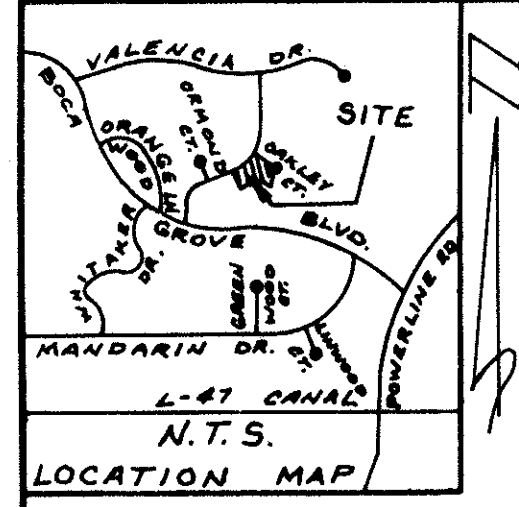 VALENCIA DR.
BOCA
GROVE
BLVD.
ORMOND CT.
SITE
ORANGE
WOOD
OAKLEY CT.
WHITAKER DR.
GREEN WOOD CT.
POWERLINE RD
MANDARIN DR.
CT.
L-47 CANAL
N.T.S.
LOCATION MAP